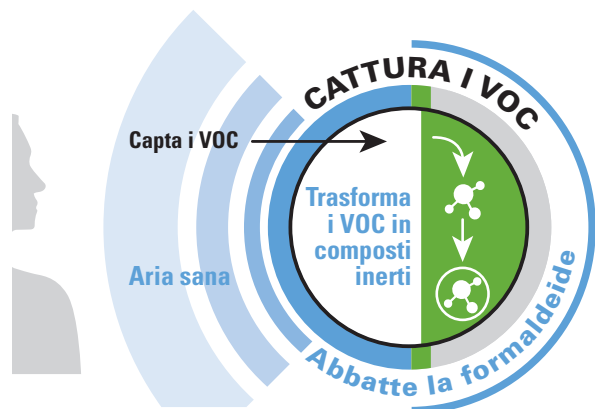 CATTURA I VOC
Capta i VOC
Trasforma
i VOC in
composti
inerti
Aria sana
Abbatte la formaldeide